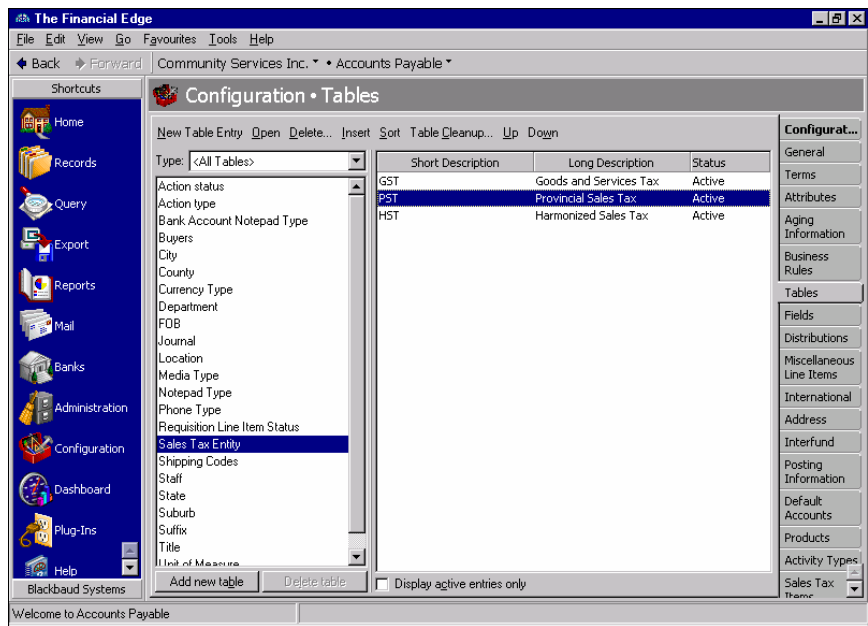 The Financial Edge
File Edit View Go Favourites Tools Help
Back Forward Community Services Inc. • Accounts Payable
Shortcuts
Home
Records
Query
Export
Reports
Mail
Banks
Administration
Configuration
Dashboard
Plug-Ins
Help
Blackbaud Systems
Configuration • Tables
New Table Entry Open Delete... Insert Sort Table Cleanup... Up Down
Type: <All Tables>
Action status
Action type
Bank Account Notepad Type
Buyers
City
County
Currency Type
Department
FOB
Journal
Location
Media Type
Notepad Type
Phone Type
Requisition Line Item Status
Sales Tax Entity
Shipping Codes
Staff
State
Suburb
Suffix
Title
Unit of Measure
Add new table Delete table
Short Description Long Description Status
GST Goods and Services Tax Active
PST Provincial Sales Tax Active
HST Harmonized Sales Tax Active
Display active entries only
Configurat...
General
Terms
Attributes
Aging
Information
Business
Rules
Tables
Fields
Distributions
Miscellaneous
Line Items
International
Address
Interfund
Posting
Information
Default
Accounts
Products
Activity Types
Sales Tax
Items
Welcome to Accounts Payable